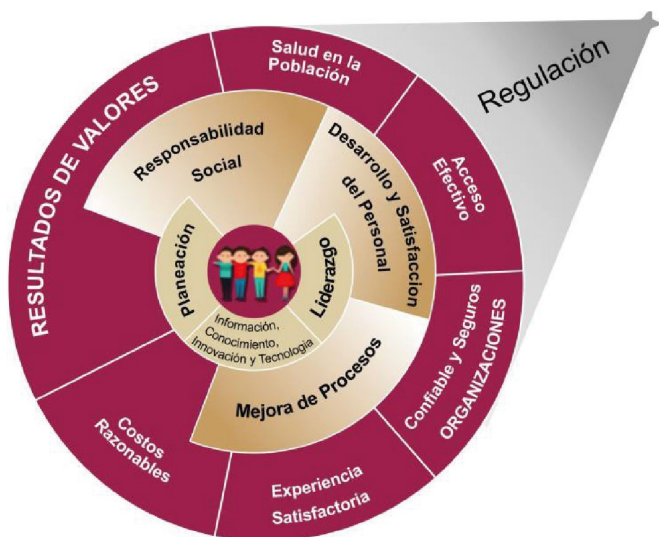 Regulación
Salud en la
Población
Acceso
Efectivo
Confiable y Seguros
ORGANIZACIONES
Experiencia
Satisfactoria
Costos
Razonables
RESULTADOS DE VALORES
Responsabilidad
Social
Desarrollo y Satisfaccion
del Personal
Mejora de Procesos
Planeación
Liderazgo
Información,
Conocimiento,
Innovación y Tecnologia